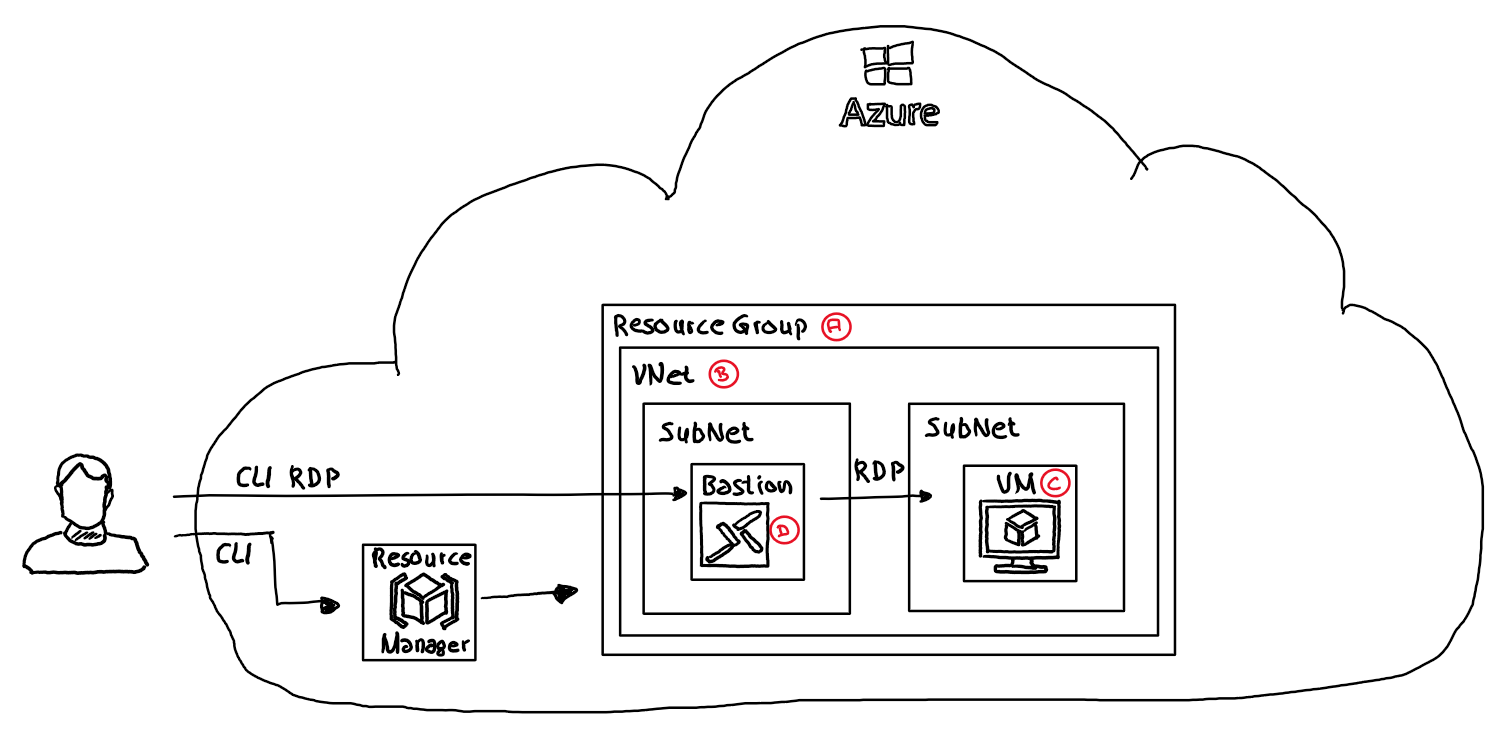 Azure
Resource Group A
VNet B
SubNet
SubNet
CLI RDP
Bastion
D
RDP
VM C
CLI
Resource
Manager